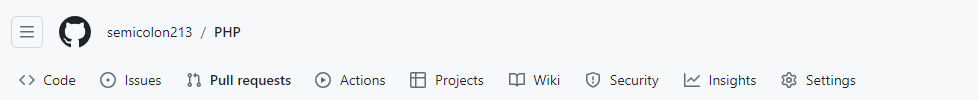 semicolon213 / PHP
Code Issues Pull requests Actions Projects Wiki Security Insights Settings